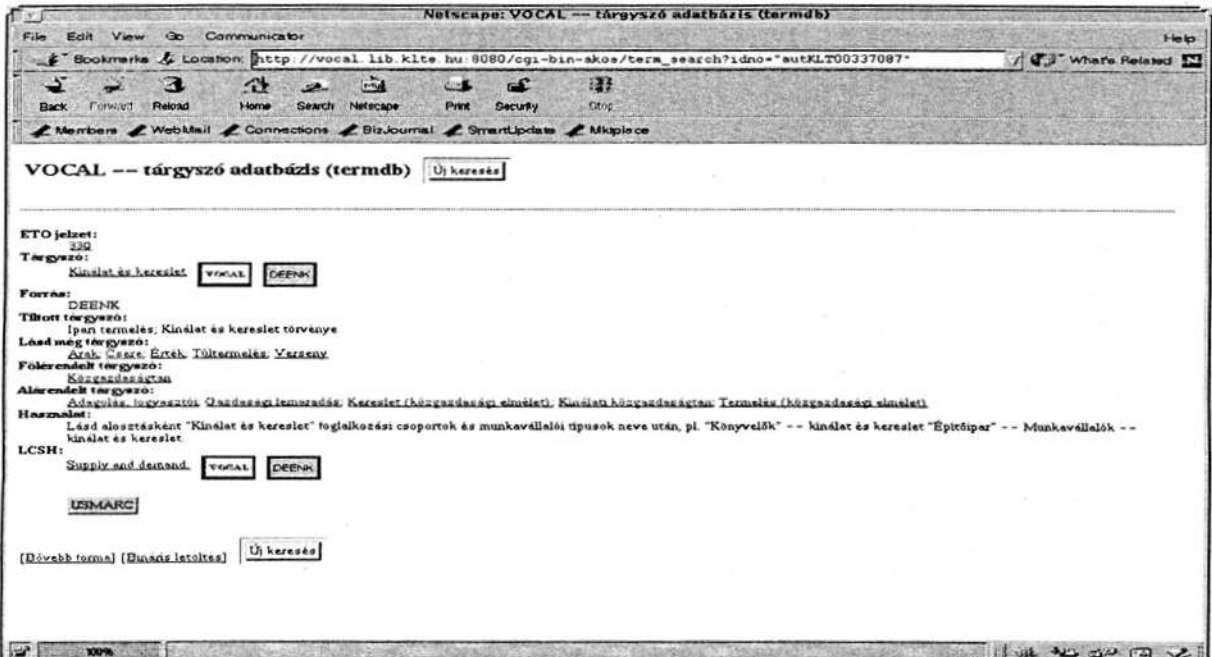 Netscape: VOCAL -- tárgyszó adatbázis (termdb)
File Edit View Go Communicator Help
Bookmarks Location: http://vocal.lib.klte.hu:8080/cgi-bin-akos/term_search?idno="autKLT00337087" What's Related
Back Forward Reload Home Search Netscape Print Security Stop
Members WebMail Connections BizJournal SmartUpdate Mktplace
VOCAL -- tárgyszó adatbázis (termdb) Új keresés
ETO jelzet:
330
Tárgyszó:
Kínálat és kereslet VOCAL DEENK
Forrás:
DEENK
Tiltott tárgyszó:
Ipari termelés; Kínálat és kereslet törvénye
Lásd még tárgyszó:
Árak; Csere; Érték; Túltermelés; Verseny
Fölérendelt tárgyszó:
Közgazdaságtan
Alárendelt tárgyszó:
Adagolás, fogyasztói; Gazdasági lemaradás; Kereslet (közgazdasági elmélet); Kínálati közgazdaságtan; Termelés (közgazdasági elmélet)
Használat:
Lásd alosztásként "Kínálat és kereslet" foglalkozási csoportok és munkavállalói típusok neve után, pl. "Könyvelők" -- kínálat és kereslet "Építőipar" -- Munkavállalók --
kínálat és kereslet.
LCSH:
Supply and demand. VOCAL DEENK
USMARC
[Bővebb forma] [Bináris letöltés] Új keresés
100%